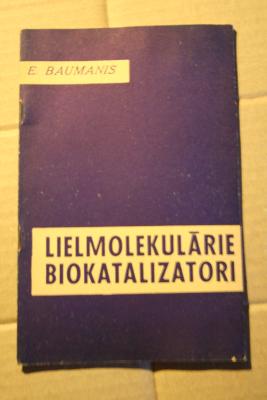 E. BAUMANIS
LIELMOLEKULĀRIE
BIOKATALIZATORI